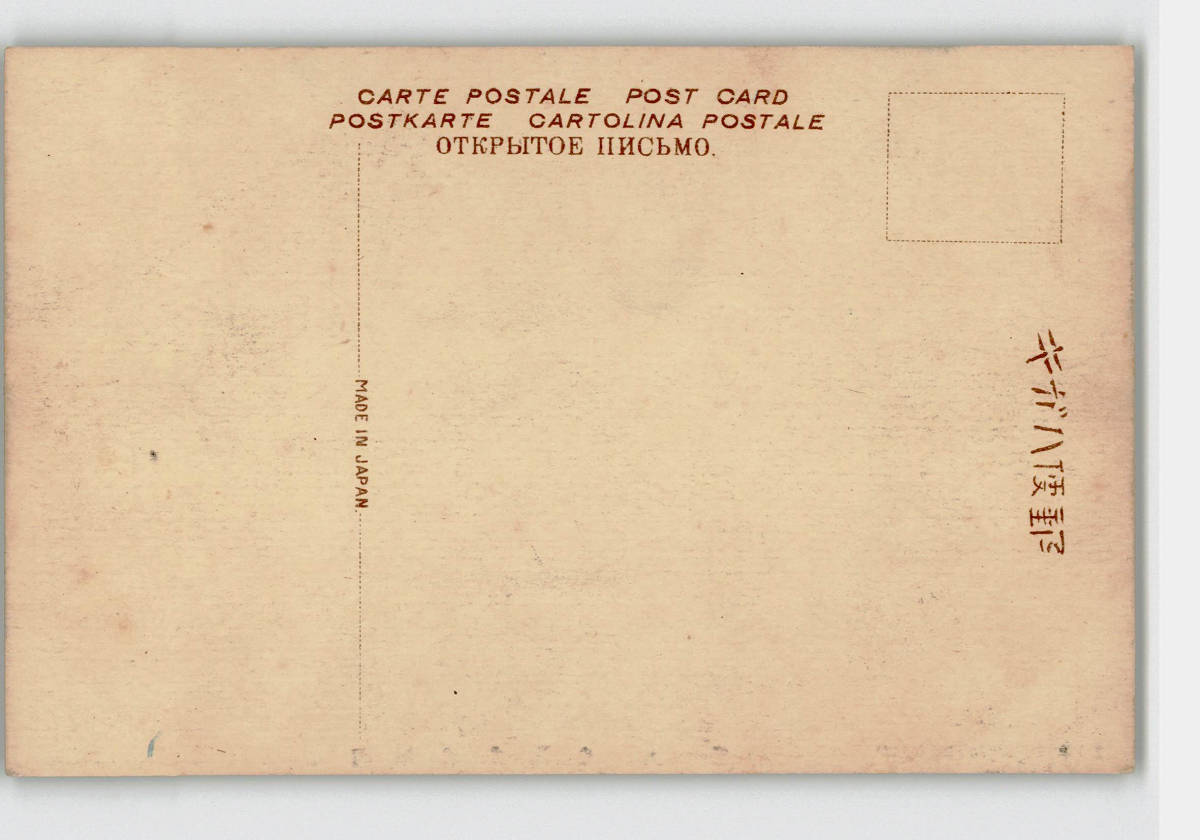 CARTE POSTALE POST CARD
POSTKARTE CARTOLINA POSTALE
ОТКРЫТОЕ ПИСЬМО.
MADE IN JAPAN.
郵便ハガキ